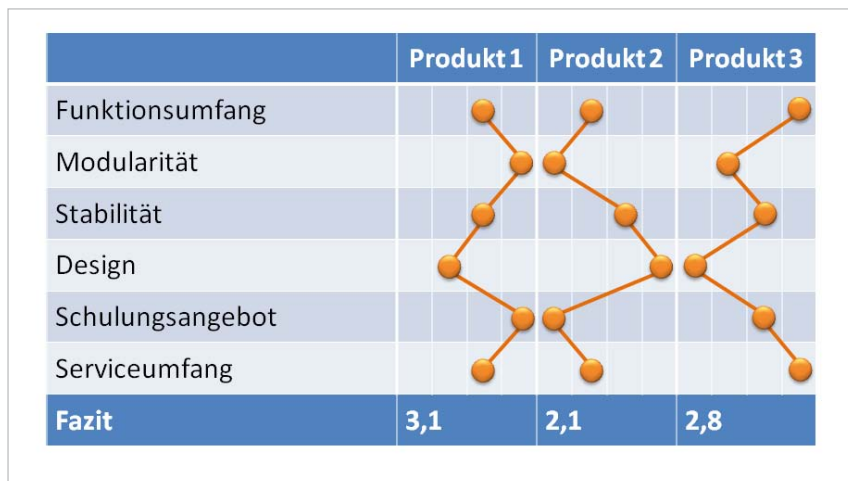 Produkt 1 Produkt 2 Produkt 3
Funktionsumfang
Modularität
Stabilität
Design
Schulungsangebot
Serviceumfang
Fazit 3,1 2,1 2,8